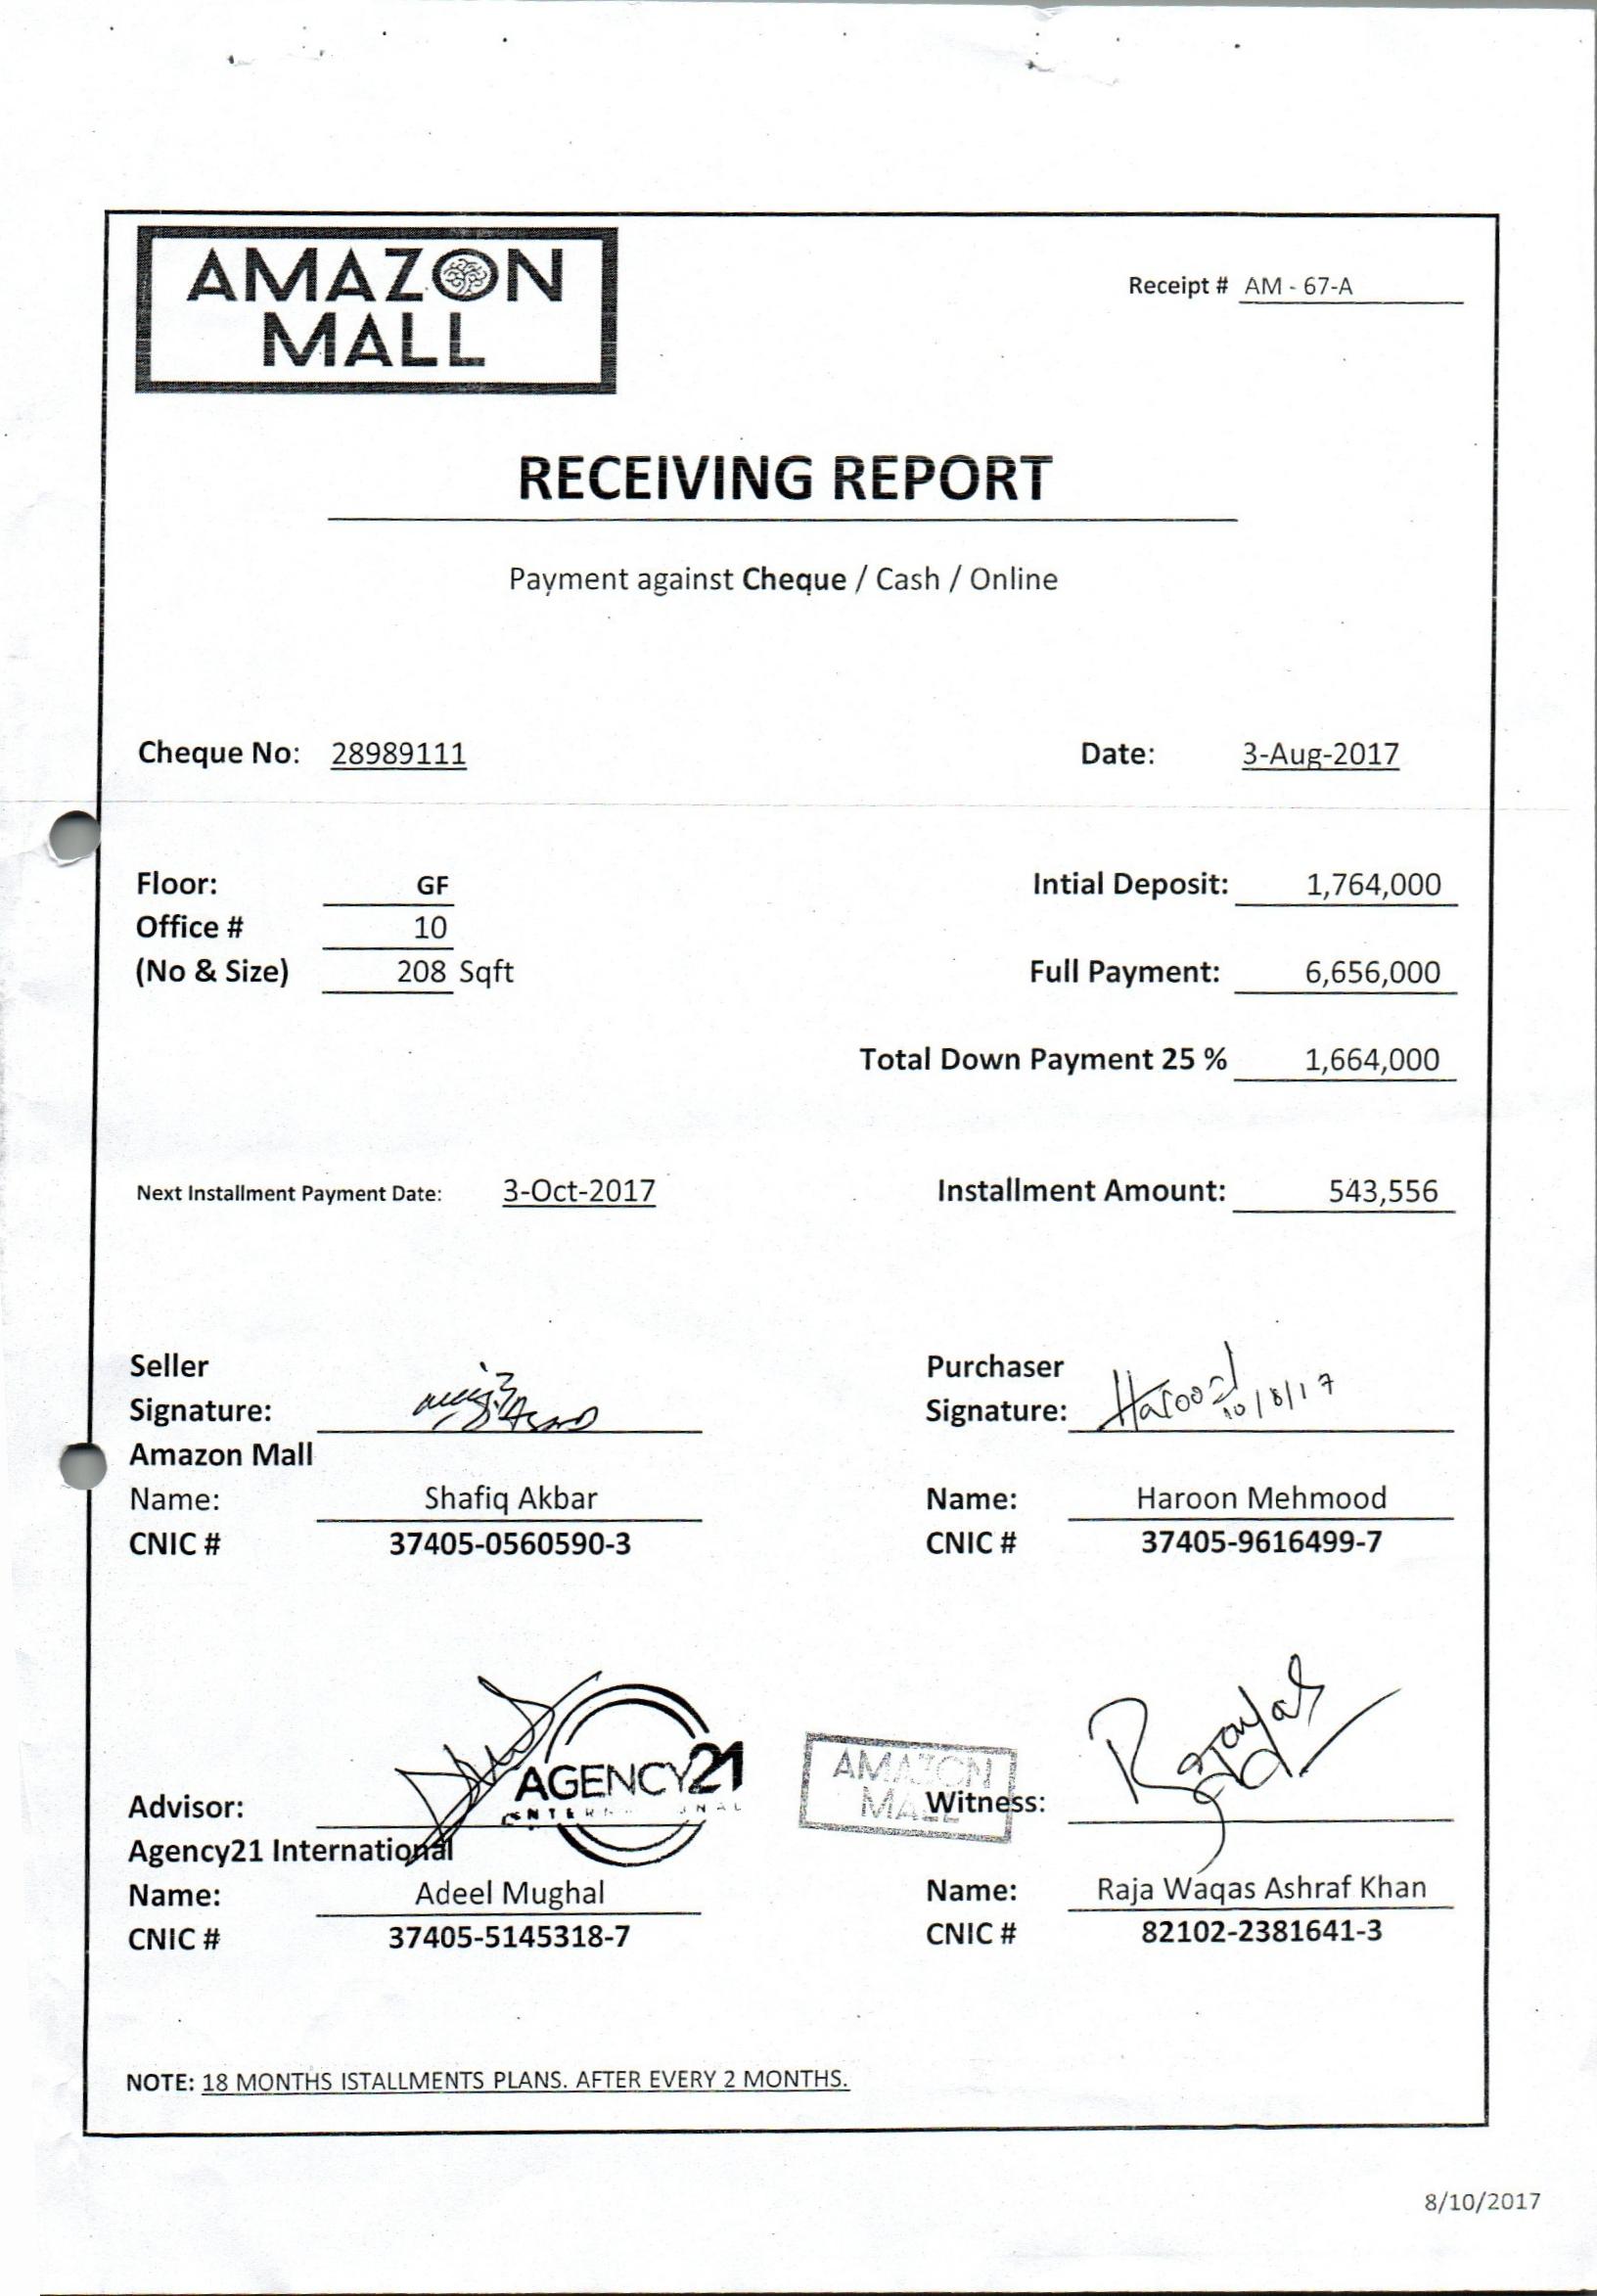 AMAZON
MALL
Receipt # AM - 67-A
RECEIVING REPORT
Payment against Cheque / Cash / Online
Cheque No: 28989111 Date: 3-Aug-2017
Floor: GF Intial Deposit: 1,764,000
Office # 10
(No & Size) 208 Sqft Full Payment: 6,656,000
Total Down Payment 25 % 1,664,000
Next Installment Payment Date: 3-Oct-2017 Installment Amount: 543,556
Seller Purchaser
Signature: Signature: Haroon 10/8/17
Amazon Mall
Name: Shafiq Akbar Name: Haroon Mehmood
CNIC # 37405-0560590-3 CNIC # 37405-9616499-7
AGENCY21
INTERNATIONAL
AMAZON
MALL
Advisor: Witness:
Agency21 International
Name: Adeel Mughal Name: Raja Waqas Ashraf Khan
CNIC # 37405-5145318-7 CNIC # 82102-2381641-3
NOTE: 18 MONTHS ISTALLMENTS PLANS. AFTER EVERY 2 MONTHS.
8/10/2017